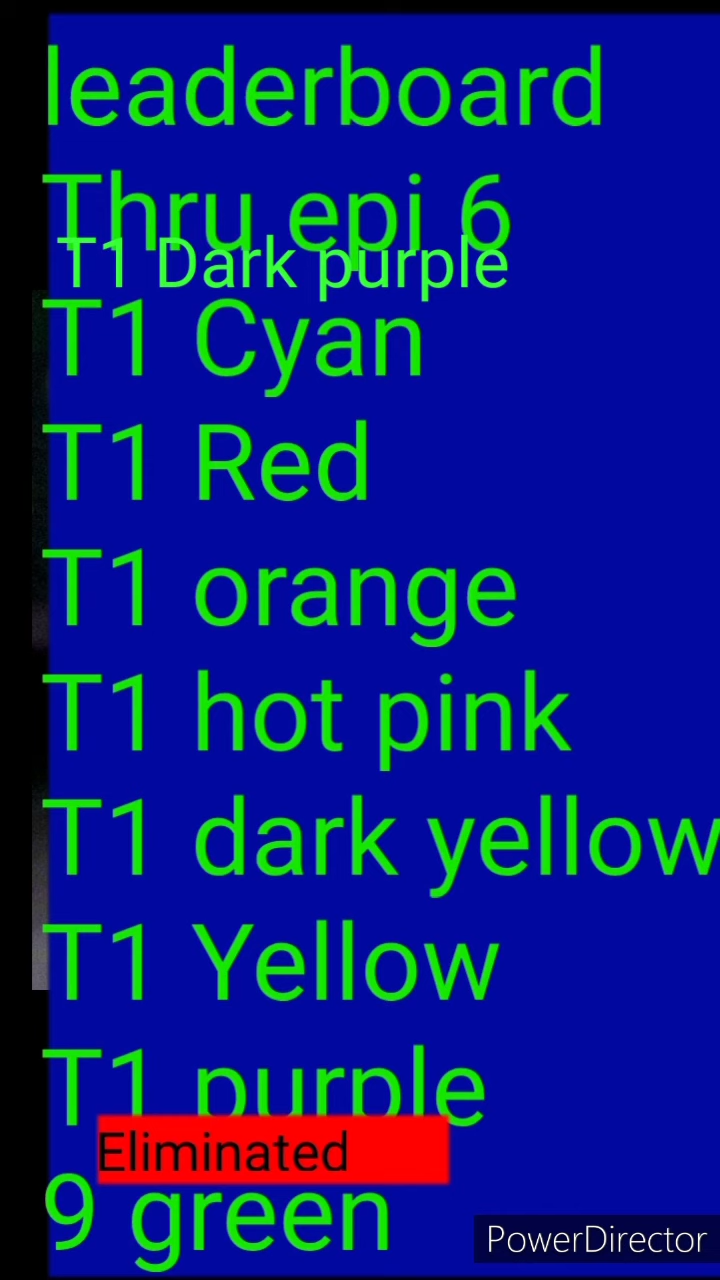 leaderboard
Thru epi 6
T1 Dark purple
T1 Cyan
T1 Red
T1 orange
T1 hot pink
T1 dark yellow
T1 Yellow
T1 purple
Eliminated
9 green
PowerDirector